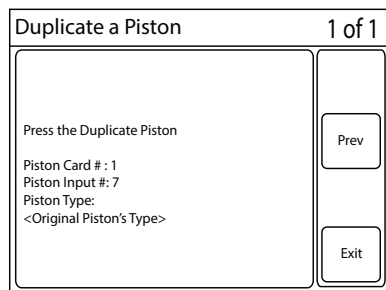 Duplicate a Piston 1 of 1
Press the Duplicate Piston
Prev
Piston Card # : 1
Piston Input #: 7
Piston Type:
<Original Piston's Type>
Exit